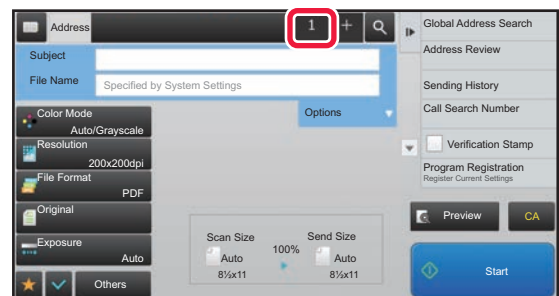 Address
1
+
Subject
File Name
Specified by System Settings
Options
Color Mode
Auto/Grayscale
Resolution
200x200dpi
File Format
PDF
Original
Exposure
Auto
Others
Scan Size
Auto
8½x11
100%
Send Size
Auto
8½x11
Global Address Search
Address Review
Sending History
Call Search Number
Verification Stamp
Program Registration
Register Current Settings
Preview
CA
Start